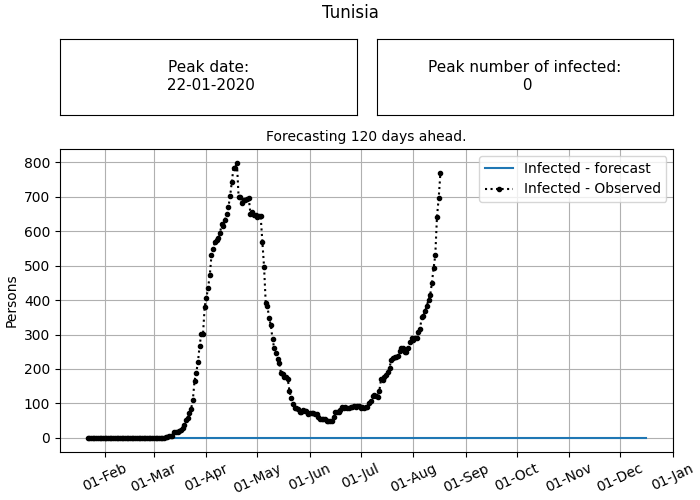 Tunisia
Peak date:
22-01-2020
Peak number of infected:
0
Forecasting 120 days ahead.
Infected - forecast
Infected - Observed
Persons
800
700
600
500
400
300
200
100
0
01-Feb
01-Mar
01-Apr
01-May
01-Jun
01-Jul
01-Aug
01-Sep
01-Oct
01-Nov
01-Dec
01-Jan